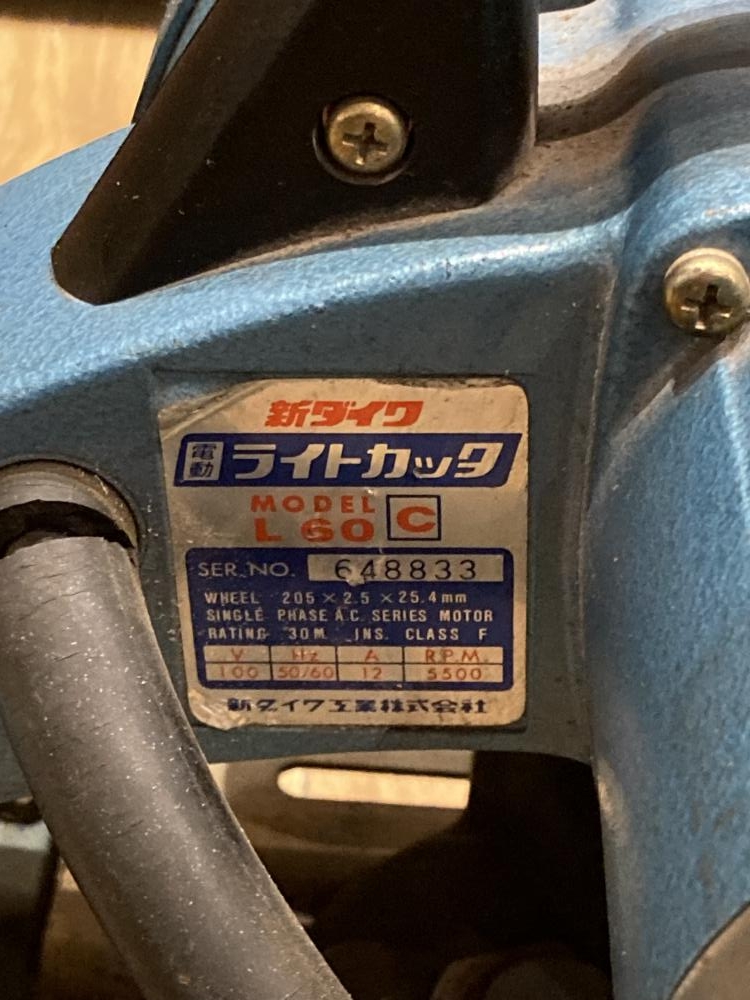 新ダイワ
電動 ライトカッタ
MODEL
L 60 C
SER. NO. 648833
WHEEL 205 × 2.5 × 25.4 mm
SINGLE PHASE A.C. SERIES MOTOR
RATING 30M. INS. CLASS F
V Hz A R.P.M.
100 50/60 12 5500
新ダイワ工業株式会社